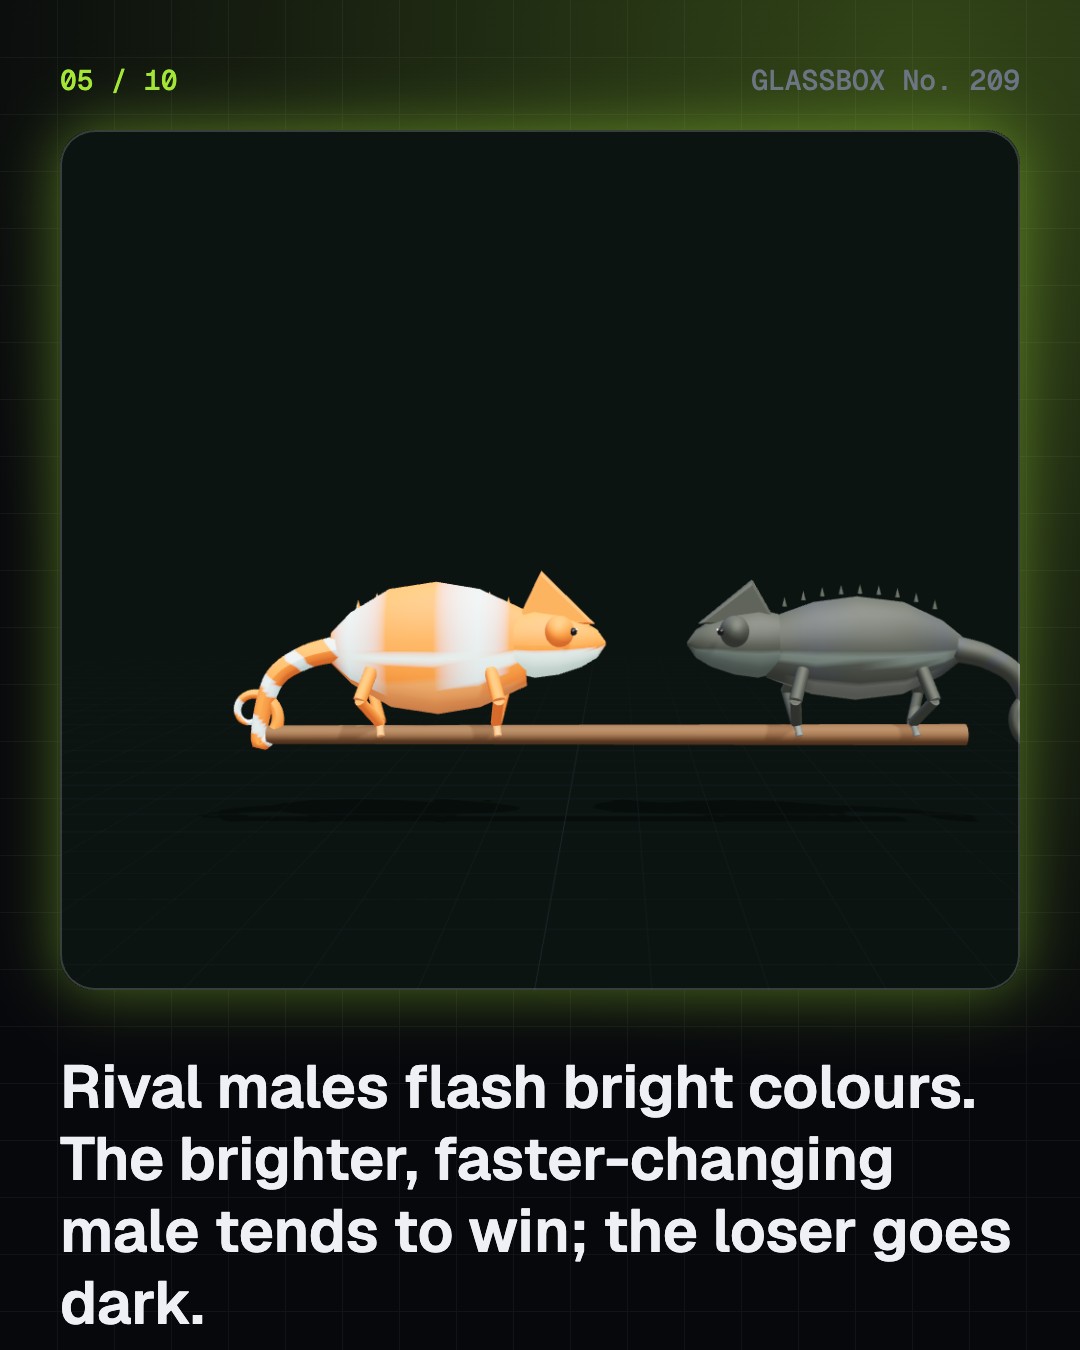 05 / 10
GLASSBOX No. 209
Rival males flash bright colours.
The brighter, faster-changing
male tends to win; the loser goes
dark.